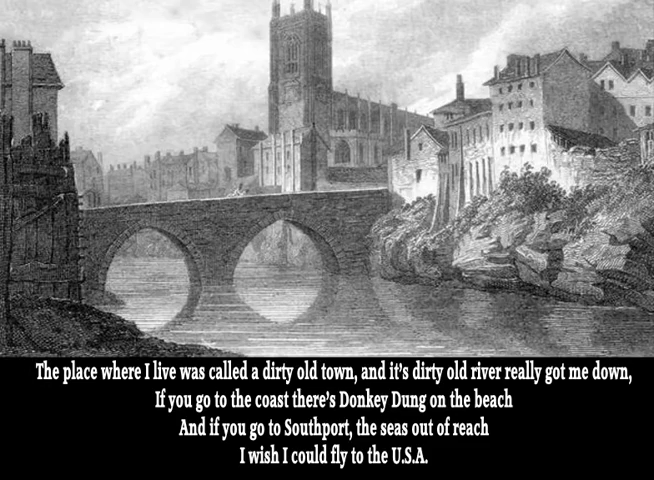 The place where I live was called a dirty old town, and it's dirty old river really got me down,
If you go to the coast there's Donkey Dung on the beach
And if you go to Southport, the seas out of reach
I wish I could fly to the U.S.A.